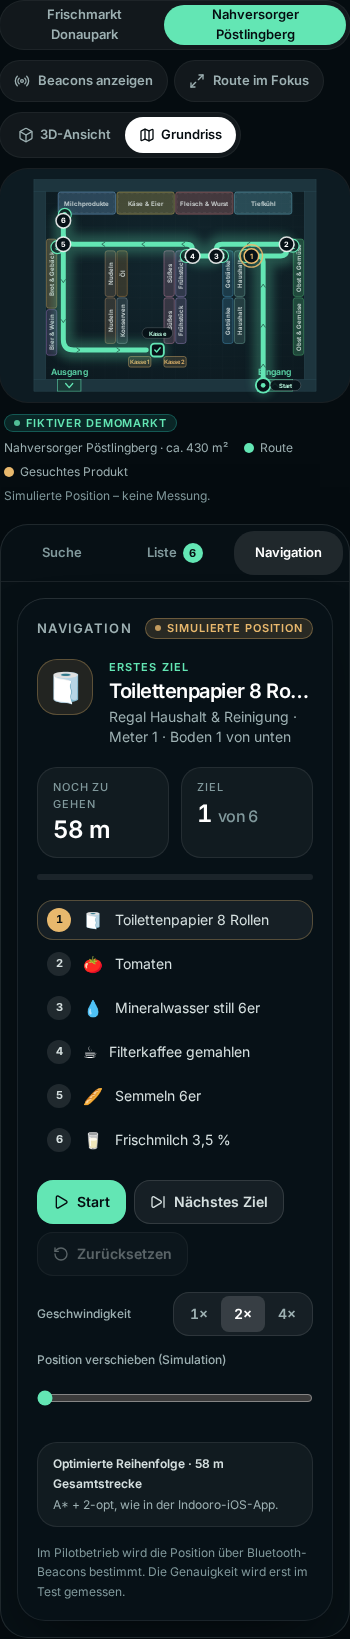 Frischmarkt
Donaupark
Nahversorger
Pöstlingberg
Beacons anzeigen
Route im Fokus
3D-Ansicht
Grundriss
Milchprodukte
Käse & Eier
Fleisch & Wurst
Tiefkühl
6
5
4
3
1
2
Brot & Gebäck
Nudeln
Öl
Süßes
Frühstück
Getränke
Haushalt
Obst & Gemüse
Bier & Wein
Nudeln
Konserven
Süßes
Frühstück
Getränke
Haushalt
Obst & Gemüse
Kasse
Kasse1
Kasse2
Ausgang
Eingang
Start
FIKTIVER DEMOMARKT
Nahversorger Pöstlingberg · ca. 430 m²
Route
Gesuchtes Produkt
Simulierte Position – keine Messung.
Suche
Liste 6
Navigation
NAVIGATION
SIMULIERTE POSITION
ERSTES ZIEL
Toilettenpapier 8 Ro…
Regal Haushalt & Reinigung ·
Meter 1 · Boden 1 von unten
NOCH ZU
GEHEN
58 m
ZIEL
1 von 6
1 Toilettenpapier 8 Rollen
2 Tomaten
3 Mineralwasser still 6er
4 Filterkaffee gemahlen
5 Semmeln 6er
6 Frischmilch 3,5 %
Start
Nächstes Ziel
Zurücksetzen
Geschwindigkeit
1×
2×
4×
Position verschieben (Simulation)
Optimierte Reihenfolge · 58 m
Gesamtstrecke
A* + 2-opt, wie in der Indooro-iOS-App.
Im Pilotbetrieb wird die Position über Bluetooth-
Beacons bestimmt. Die Genauigkeit wird erst im
Test gemessen.